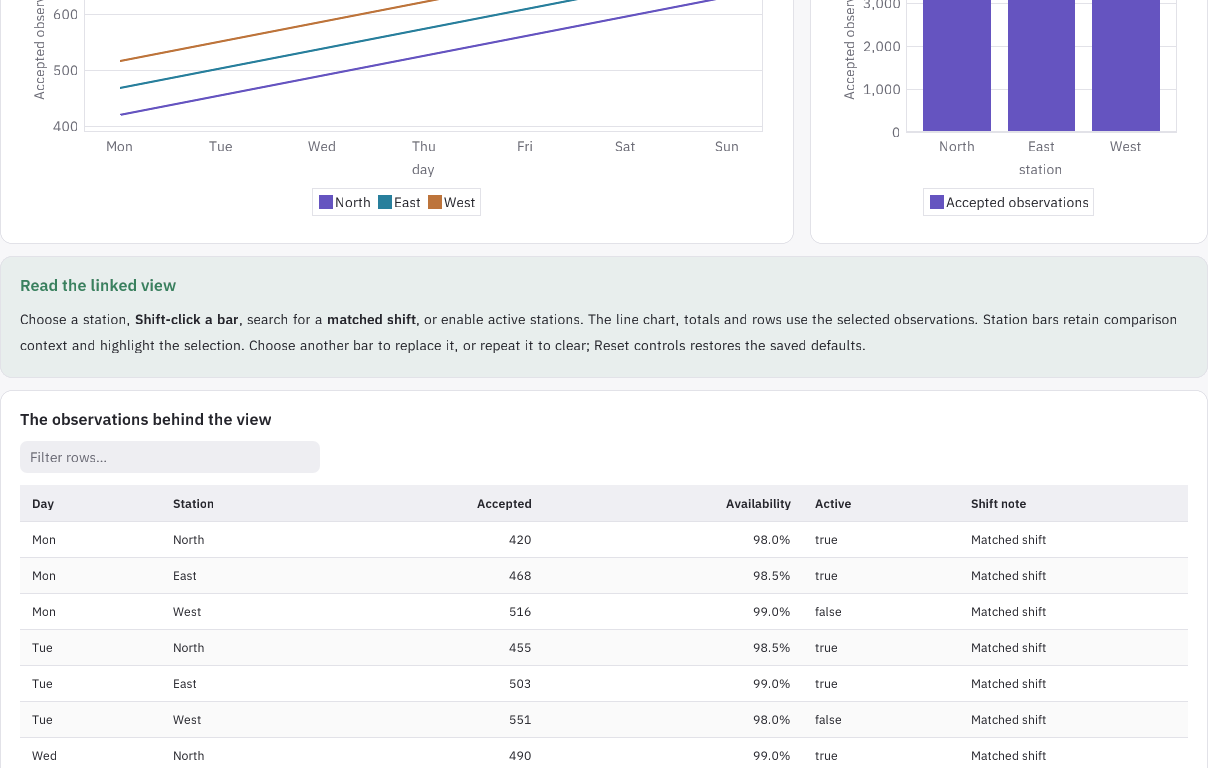 Accepted obser
600
500
400
Mon Tue Wed Thu Fri Sat Sun
day
North East West
Accepted observ
3,000
2,000
1,000
0
North East West
station
Accepted observations
Read the linked view
Choose a station, Shift-click a bar, search for a matched shift, or enable active stations. The line chart, totals and rows use the selected observations. Station bars retain comparison
context and highlight the selection. Choose another bar to replace it, or repeat it to clear; Reset controls restores the saved defaults.
The observations behind the view
Filter rows...
Day Station Accepted Availability Active Shift note
Mon North 420 98.0% true Matched shift
Mon East 468 98.5% true Matched shift
Mon West 516 99.0% false Matched shift
Tue North 455 98.5% true Matched shift
Tue East 503 99.0% true Matched shift
Tue West 551 98.0% false Matched shift
Wed North 490 99.0% true Matched shift